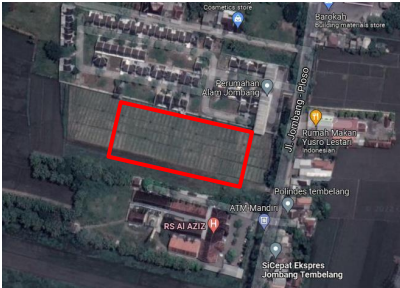 Cosmetics store
Barokah
Building materials store
Perumahan
Alam Jombang
Jl. Jombang - Ploso
Rumah Makan
Yusro Lestari
Indonesian
Polindes tembelang
ATM Mandiri
RS Al AZIZ
H
SiCepat Ekspres
Jombang Tembelang